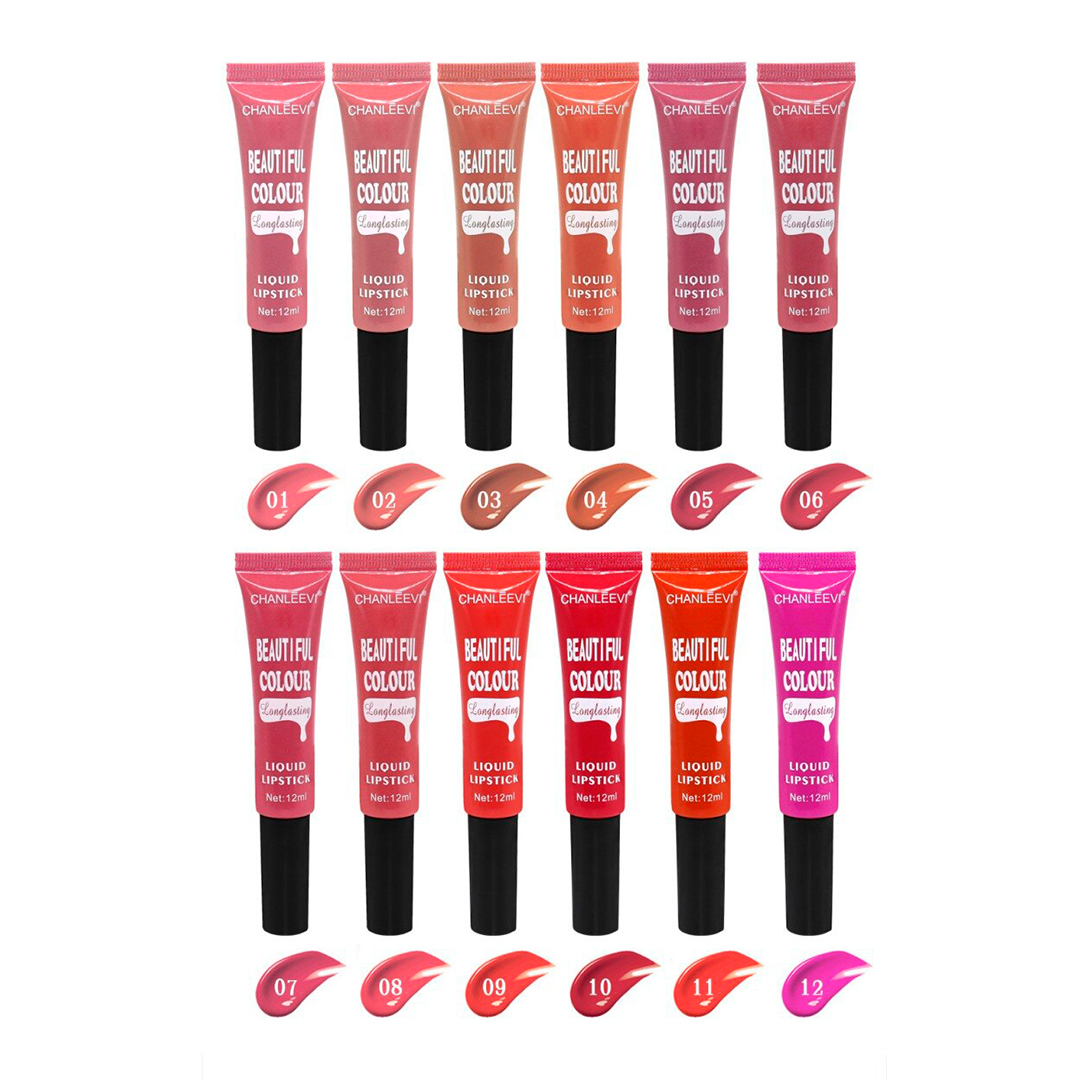 CHANLEEVI® CHANLEEVI® CHANLEEVI® CHANLEEVI® CHANLEEVI® CHANLEEVI®
BEAUTIFUL BEAUTIFUL BEAUTIFUL BEAUTIFUL BEAUTIFUL BEAUTIFUL
COLOUR COLOUR COLOUR COLOUR COLOUR COLOUR
Longlasting Longlasting Longlasting Longlasting Longlasting Longlasting
LIQUID LIQUID LIQUID LIQUID LIQUID LIQUID
LIPSTICK LIPSTICK LIPSTICK LIPSTICK LIPSTICK LIPSTICK
Net:12ml Net:12ml Net:12ml Net:12ml Net:12ml Net:12ml
01 02 03 04 05 06
CHANLEEVI® CHANLEEVI® CHANLEEVI® CHANLEEVI® CHANLEEVI® CHANLEEVI®
BEAUTIFUL BEAUTIFUL BEAUTIFUL BEAUTIFUL BEAUTIFUL BEAUTIFUL
COLOUR COLOUR COLOUR COLOUR COLOUR COLOUR
Longlasting Longlasting Longlasting Longlasting Longlasting Longlasting
LIQUID LIQUID LIQUID LIQUID LIQUID LIQUID
LIPSTICK LIPSTICK LIPSTICK LIPSTICK LIPSTICK LIPSTICK
Net:12ml Net:12ml Net:12ml Net:12ml Net:12ml Net:12ml
07 08 09 10 11 12